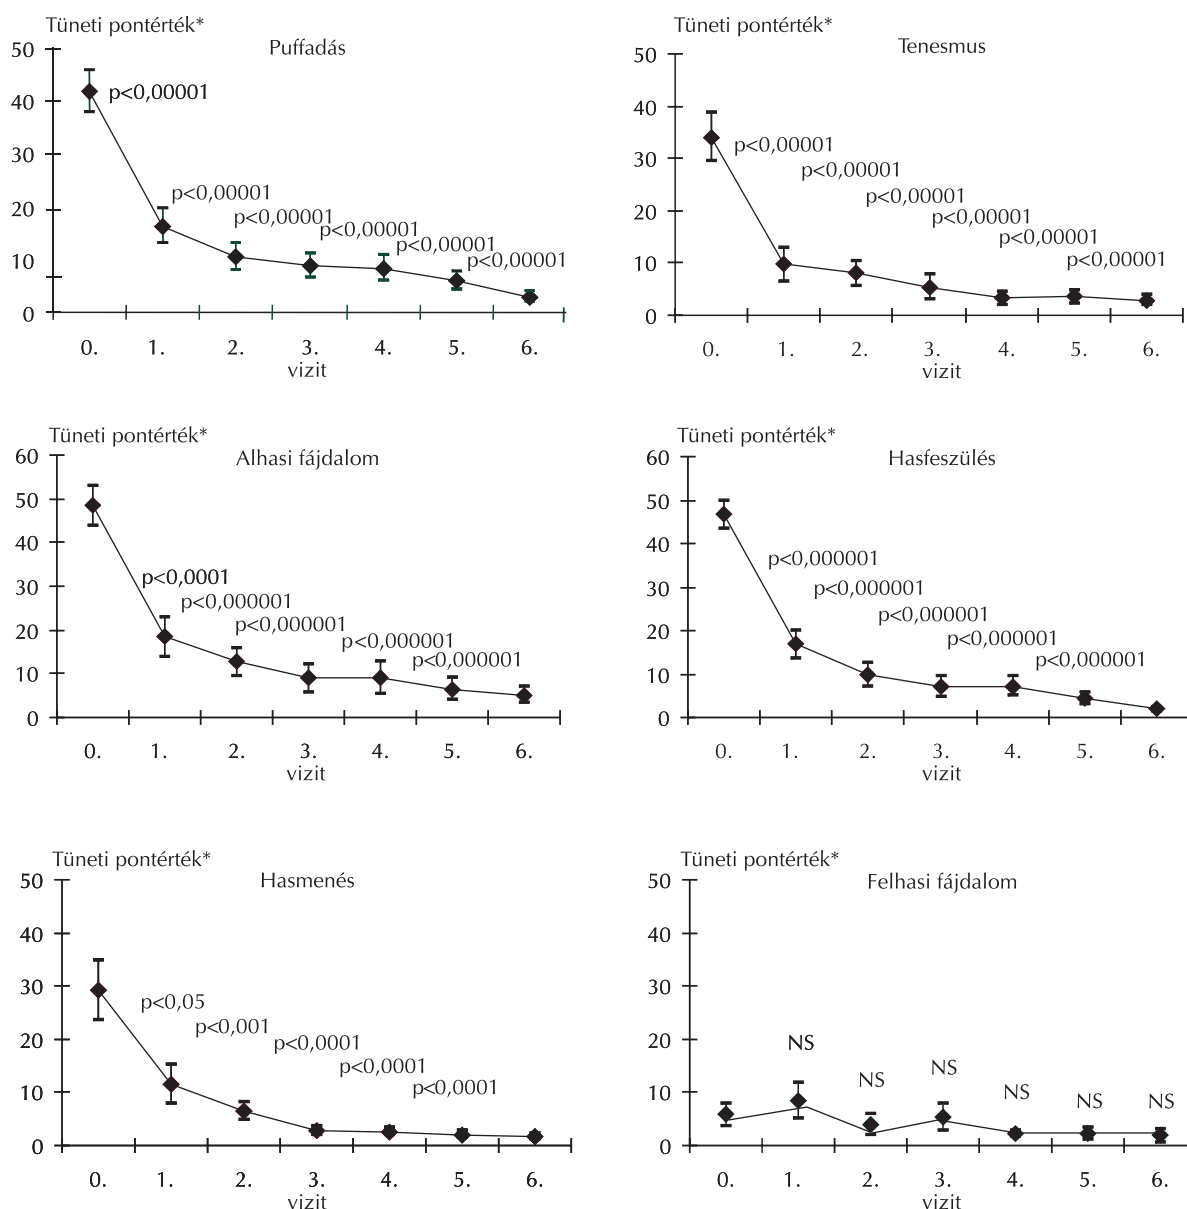 Tüneti pontérték*
Puffadás
50
40
30
20
10
0
p<0,00001
p<0,00001
p<0,00001
p<0,00001
p<0,00001
p<0,00001
0. 1. 2. 3. 4. 5. 6.
vizit
Tüneti pontérték*
Tenesmus
50
40
30
20
10
0
p<0,00001
p<0,00001
p<0,00001
p<0,00001
p<0,00001
p<0,00001
0. 1. 2. 3. 4. 5. 6.
vizit
Tüneti pontérték*
Alhasi fájdalom
60
50
40
30
20
10
0
p<0,0001
p<0,000001
p<0,000001
p<0,000001
p<0,000001
0. 1. 2. 3. 4. 5. 6.
vizit
Tüneti pontérték*
Hasfeszülés
60
50
40
30
20
10
0
p<0,000001
p<0,000001
p<0,000001
p<0,000001
p<0,000001
0. 1. 2. 3. 4. 5. 6.
vizit
Tüneti pontérték*
Hasmenés
50
40
30
20
10
0
p<0,05
p<0,001
p<0,0001
p<0,0001
p<0,0001
0. 1. 2. 3. 4. 5. 6.
vizit
Tüneti pontérték*
Felhasi fájdalom
50
40
30
20
10
0
NS
NS
NS
NS
NS
NS
0. 1. 2. 3. 4. 5. 6.
vizit